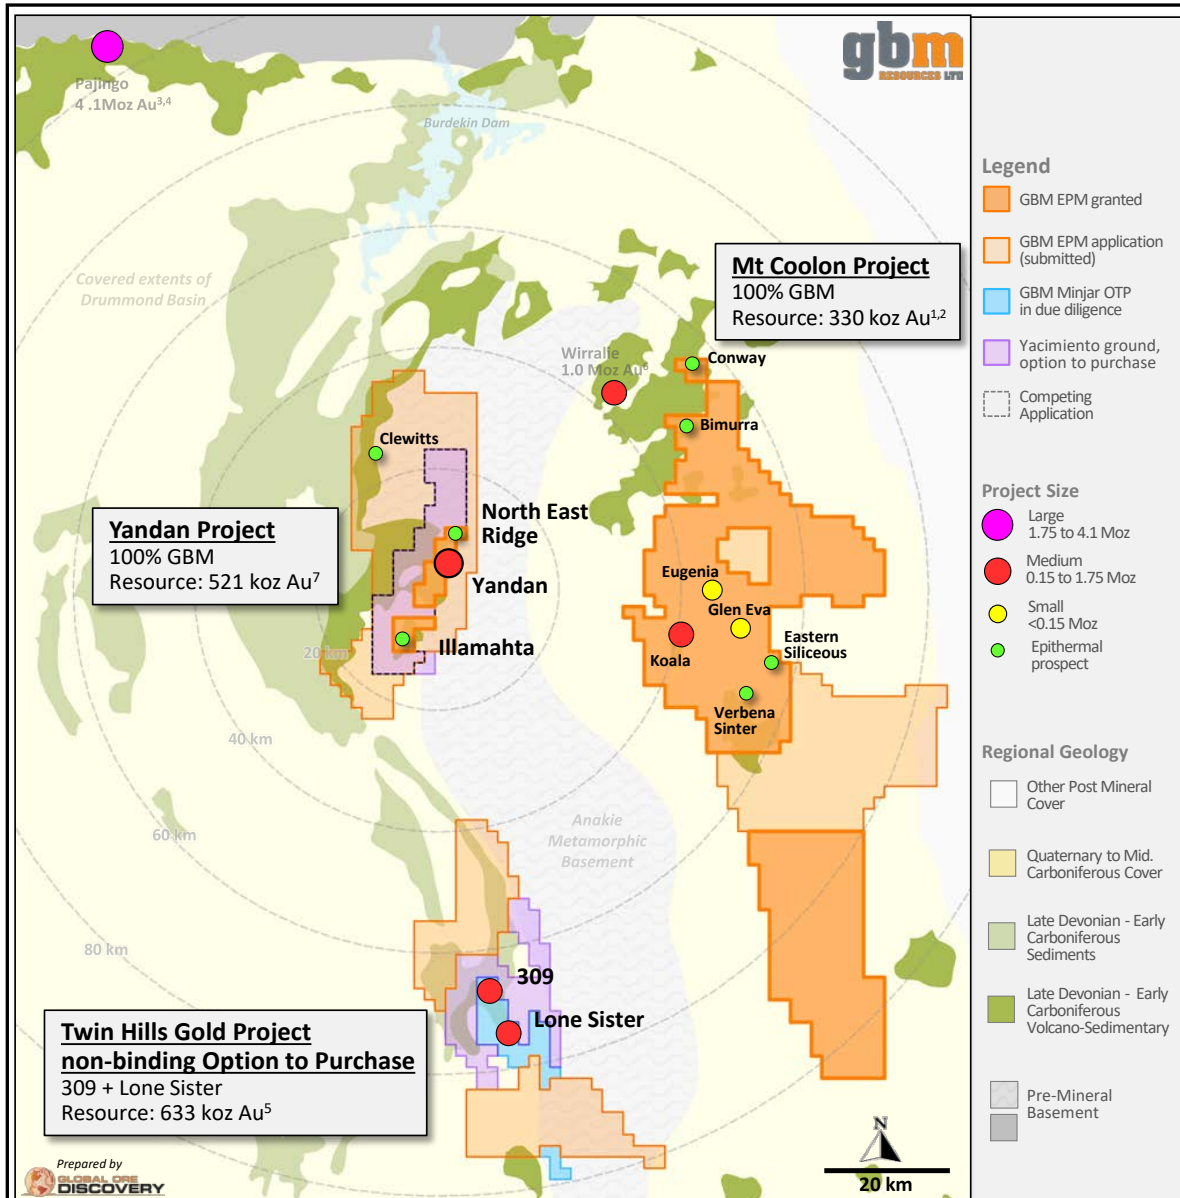 gbm
RESOURCES LTD
Pajingo
4 .1Moz Au3,4
Burdekin Dam
Covered extents of
Drummond Basin
Mt Coolon Project
100% GBM
Resource: 330 koz Au1,2
Wirralie
1.0 Moz Au6
Conway
Bimurra
Clewitts
North East
Ridge
Yandan Project
100% GBM
Resource: 521 koz Au7
Yandan
Eugenia
Glen Eva
Illamahta
Koala
Eastern
Siliceous
Verbena
Sinter
20 km
40 km
60 km
80 km
Anakie
Metamorphic
Basement
309
Lone Sister
Twin Hills Gold Project
non-binding Option to Purchase
309 + Lone Sister
Resource: 633 koz Au5
Prepared by
GLOBAL ORE
DISCOVERY
N
20 km
Legend
GBM EPM granted
GBM EPM application
(submitted)
GBM Minjar OTP
in due diligence
Yacimiento ground,
option to purchase
Competing
Application
Project Size
Large
1.75 to 4.1 Moz
Medium
0.15 to 1.75 Moz
Small
<0.15 Moz
Epithermal
prospect
Regional Geology
Other Post Mineral
Cover
Quaternary to Mid.
Carboniferous Cover
Late Devonian - Early
Carboniferous
Sediments
Late Devonian - Early
Carboniferous
Volcano-Sedimentary
Pre-Mineral
Basement